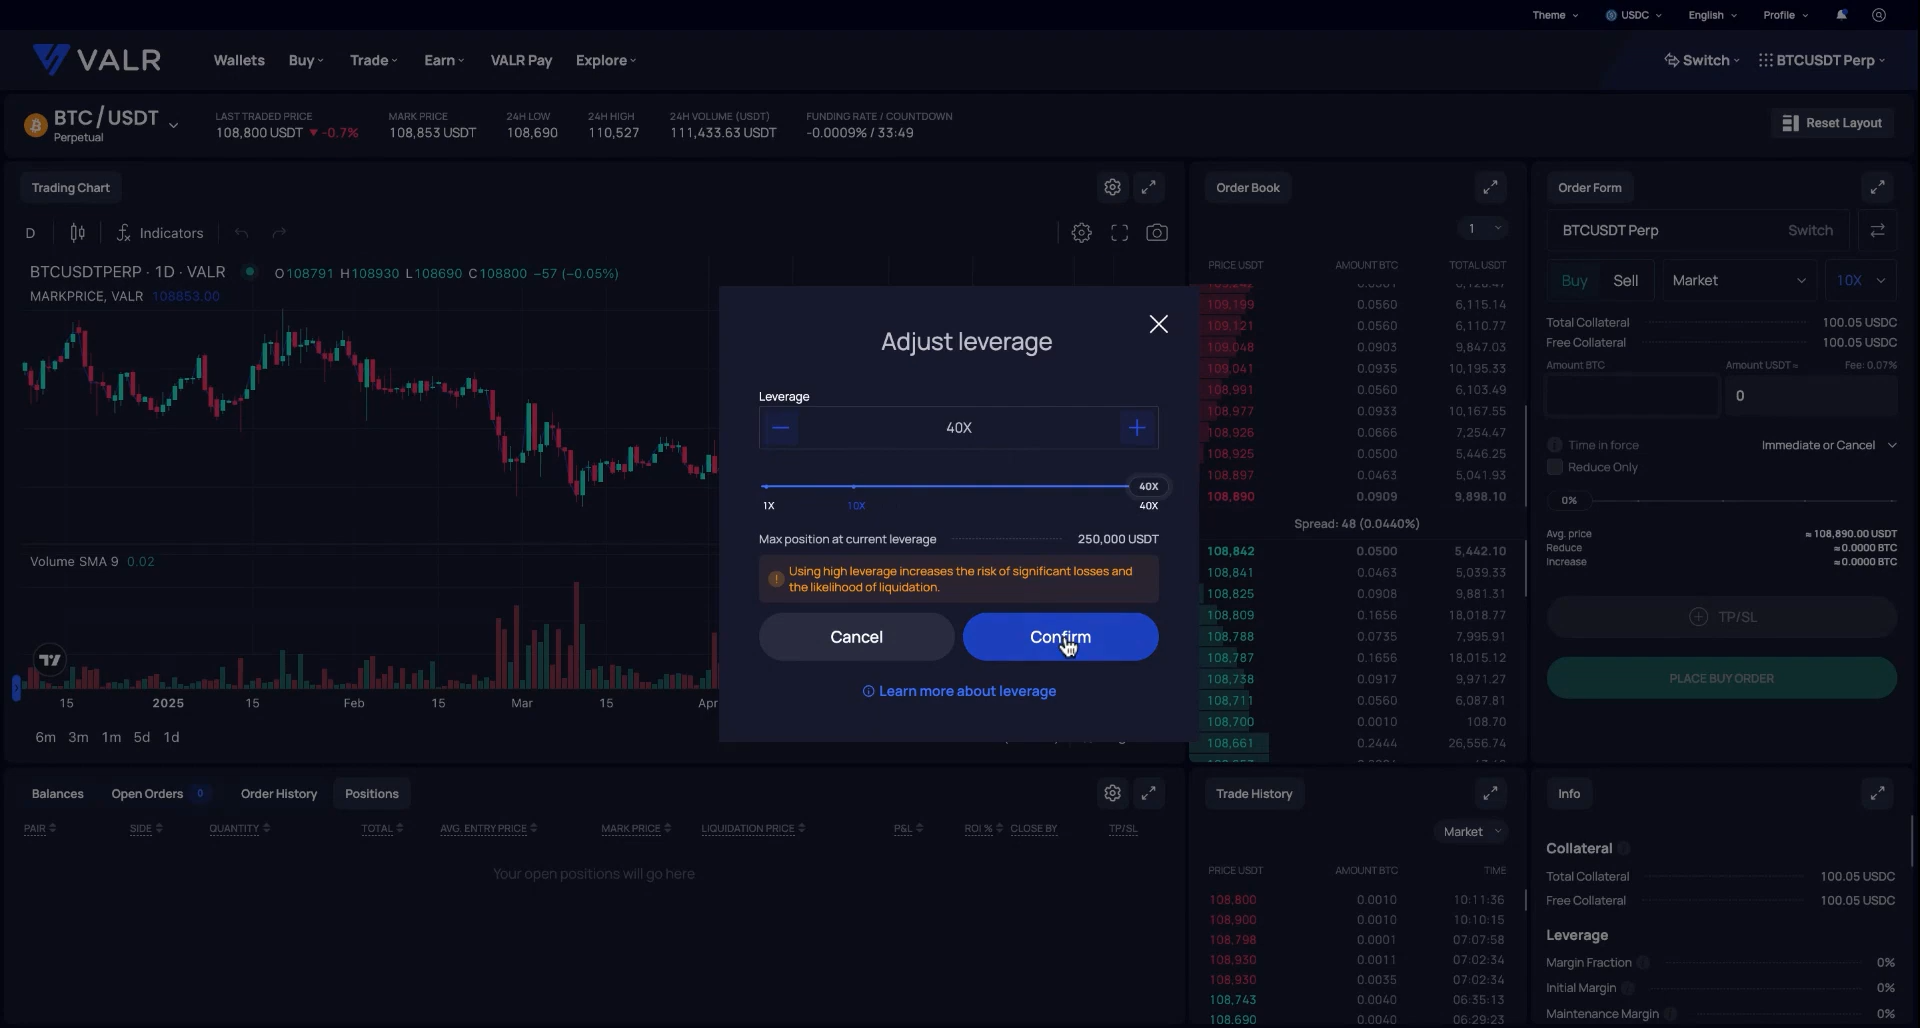 Theme
USDC
English
Profile
VALR
Wallets
Buy
Trade
Earn
VALR Pay
Explore
Switch
BTCUSDT Perp
BTC/USDT
Perpetual
LAST TRADED PRICE
108,800 USDT ▼ -0.7%
MARK PRICE
108,853 USDT
24H LOW
108,690
24H HIGH
110,527
24H VOLUME (USDT)
111,433.63 USDT
FUNDING RATE / COUNTDOWN
-0.0009% / 33:49
Reset Layout
Trading Chart
D
Indicators
BTCUSDTPERP · 1D · VALR
O108791 H108930 L108690 C108800 −57 (−0.05%)
MARKPRICE, VALR 108853.00
Volume SMA 9 0.02
15
2025
15
Feb
15
Mar
15
Apr
6m 3m 1m 5d 1d
Adjust leverage
Leverage
40X
40X
1X
10X
40X
Max position at current leverage 250,000 USDT
Using high leverage increases the risk of significant losses and
the likelihood of liquidation.
Cancel
Confirm
Learn more about leverage
Order Book
1
PRICE USDT AMOUNT BTC TOTAL USDT
109,199 0.0560 6,115.14
109,121 0.0560 6,110.77
109,048 0.0903 9,847.03
109,041 0.0935 10,195.33
108,991 0.0560 6,103.49
108,977 0.0933 10,167.55
108,926 0.0666 7,254.47
108,925 0.0500 5,446.25
108,897 0.0463 5,041.93
108,890 0.0909 9,898.10
Spread: 48 (0.0440%)
108,842 0.0500 5,442.10
108,841 0.0463 5,039.33
108,825 0.0908 9,881.31
108,809 0.1656 18,018.77
108,788 0.0735 7,995.91
108,787 0.1656 18,015.12
108,738 0.0917 9,971.27
108,711 0.0560 6,087.81
108,700 0.0010 108.70
108,661 0.2444 26,556.74
Order Form
BTCUSDT Perp
Switch
Buy
Sell
Market
10X
Total Collateral 100.05 USDC
Free Collateral 100.05 USDC
Amount BTC
Amount USDT ≈
Fee: 0.07%
0
Time in force
Immediate or Cancel
Reduce Only
0%
Avg. price ≈ 108,890.00 USDT
Reduce ≈ 0.0000 BTC
Increase ≈ 0.0000 BTC
TP/SL
PLACE BUY ORDER
Balances
Open Orders 0
Order History
Positions
PAIR
SIDE
QUANTITY
TOTAL
AVG. ENTRY PRICE
MARK PRICE
LIQUIDATION PRICE
P&L
ROI %
CLOSE BY
TP/SL
Your open positions will go here
Trade History
Market
PRICE USDT AMOUNT BTC TIME
108,800 0.0010 10:11:36
108,900 0.0010 10:10:15
108,798 0.0001 07:07:58
108,930 0.0011 07:02:34
108,930 0.0035 07:02:34
108,743 0.0040 06:35:13
108,690 0.0040 06:29:23
Info
Collateral
Total Collateral 100.05 USDC
Free Collateral 100.05 USDC
Leverage
Margin Fraction 0%
Initial Margin 0%
Maintenance Margin 0%